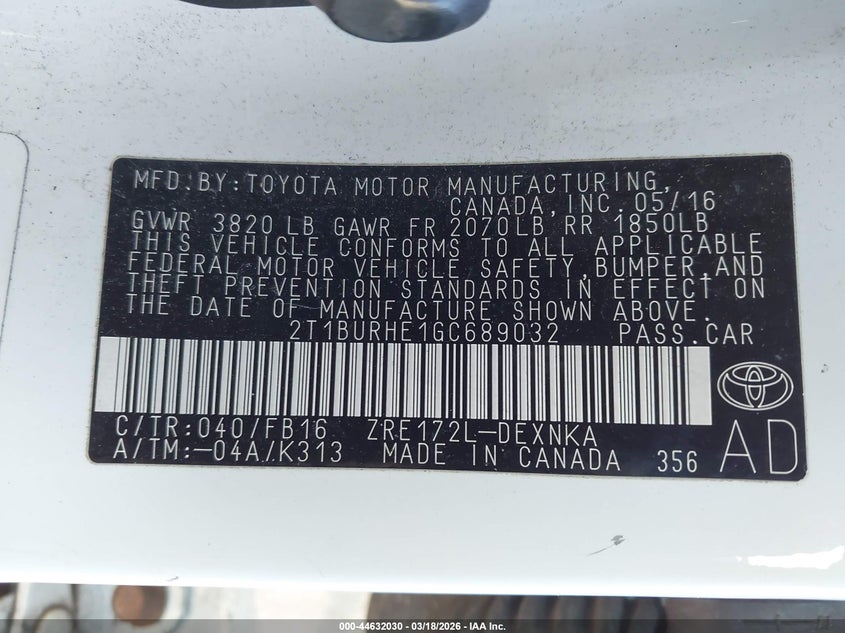 MFD.BY:TOYOTA MOTOR MANUFACTURING,
CANADA,INC.05/16
GVWR 3820 LB GAWR FR 2070LB RR 1850LB
THIS VEHICLE CONFORMS TO ALL APPLICABLE
FEDERAL MOTOR VEHICLE SAFETY,BUMPER,AND
THEFT PREVENTION STANDARDS IN EFFECT ON
THE DATE OF MANUFACTURE SHOWN ABOVE.
2T1BURHE1GC689032 PASS.CAR
C/TR:040/FB16 ZRE172L-DEXNKA
A/TM:-04A/K313 MADE IN CANADA 356 AD
000-44632030 - 03/18/2026 - IAA Inc.